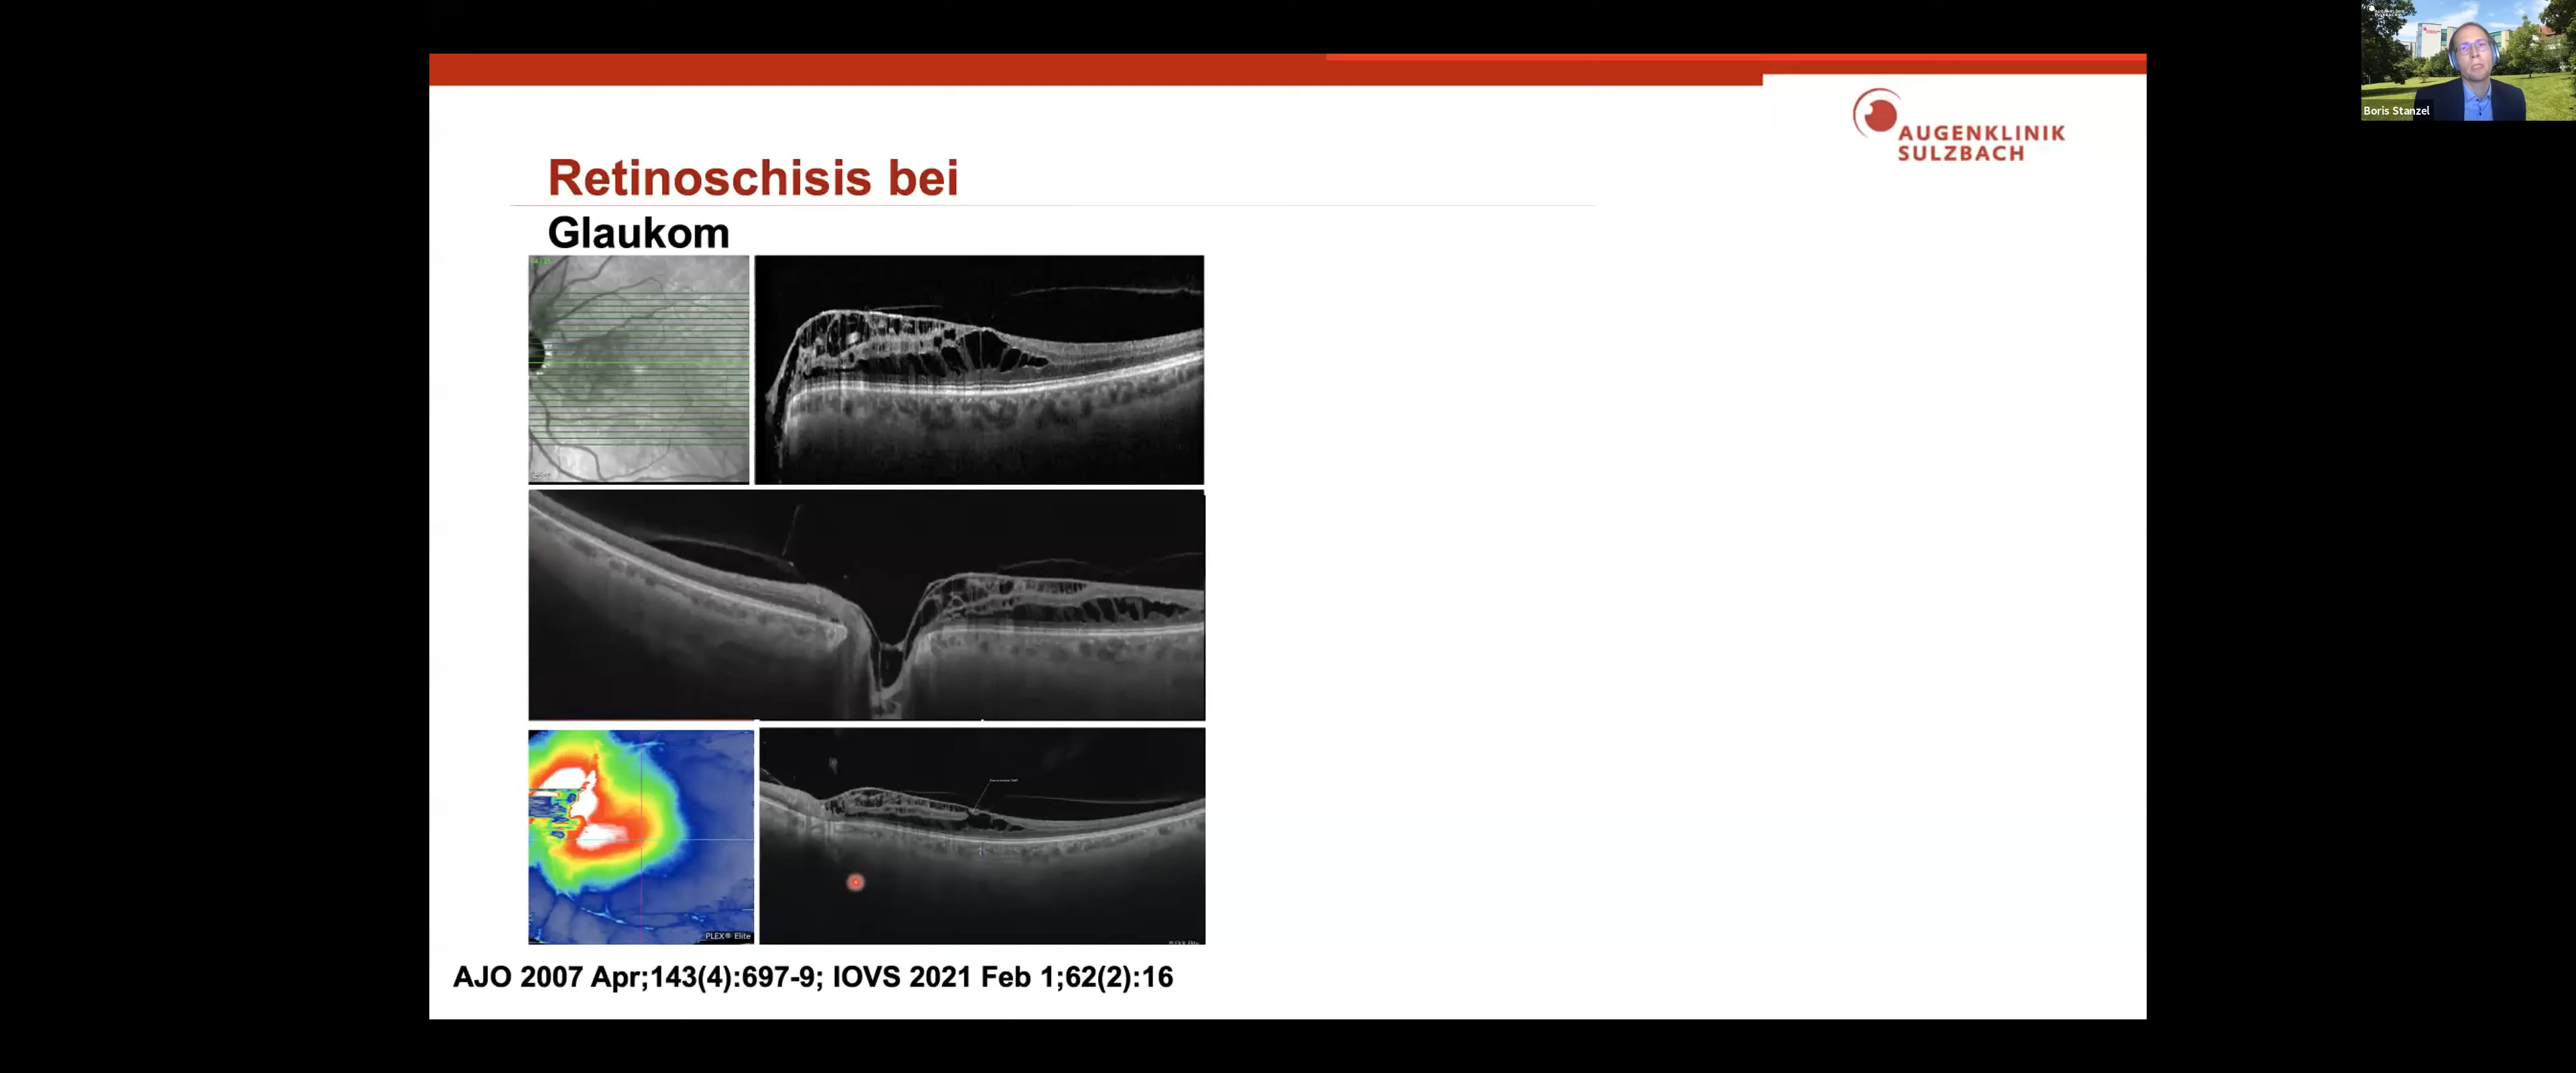 AUGENKLINIK
SULZBACH
Boris Stanzel
Retinoschisis bei
Glaukom
PLEX® Elite
AJO 2007 Apr;143(4):697-9; IOVS 2021 Feb 1;62(2):16